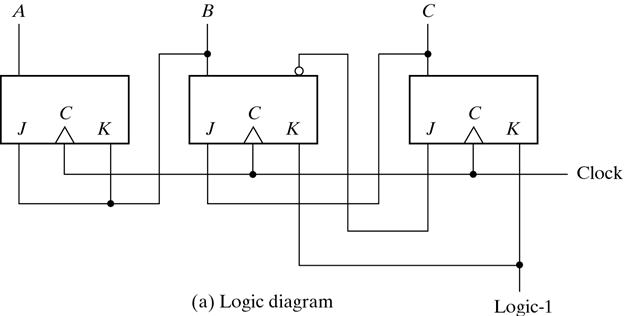 A B C
C C C
J K J K J K
Clock
(a) Logic diagram
Logic-1